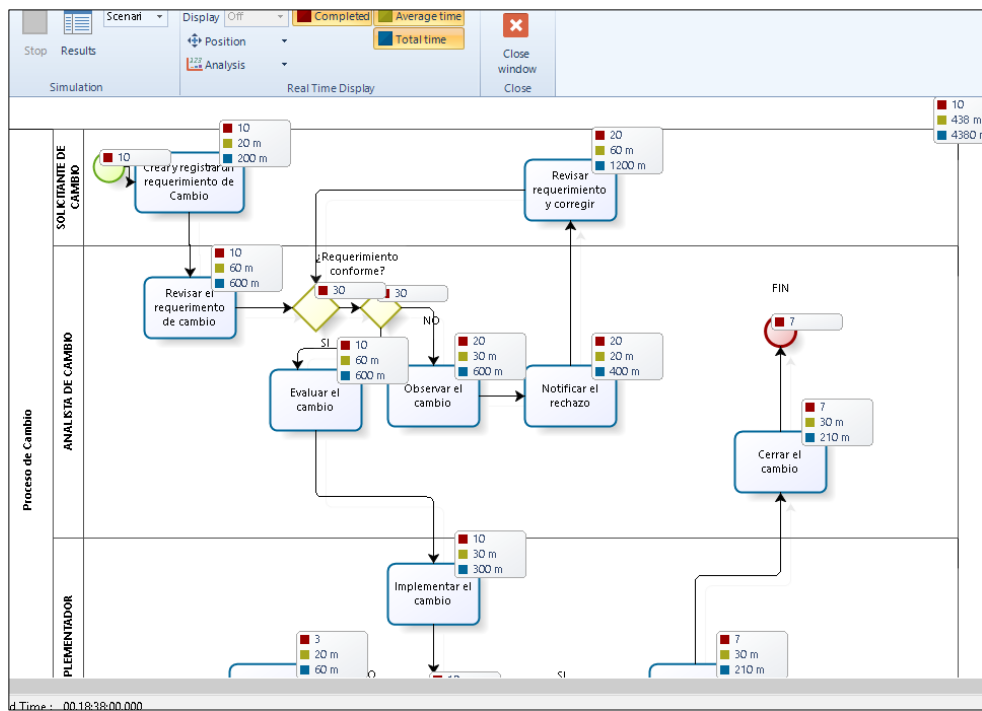 Scenari
Display Off
Completed
Average time
Position
Total time
Stop
Results
Analysis
Close
window
Simulation
Real Time Display
Close
10
438 m
4380 m
10
20 m
200 m
20
60 m
1200 m
10
Crear y registrar un
requerimiento de
Cambio
Revisar
requerimiento
y corregir
SOLICITANTE DE
CAMBIO
10
60 m
600 m
¿Requerimiento
conforme?
Revisar el
requerimento
de cambio
30
30
FIN
7
NO
SI
10
60 m
600 m
20
30 m
600 m
20
20 m
400 m
Evaluar el
cambio
Observar el
cambio
Notificar el
rechazo
ANALISTA DE CAMBIO
7
30 m
210 m
Cerrar el
cambio
Proceso de Cambio
10
30 m
300 m
Implementar el
cambio
PLEMENTADOR
3
20 m
60 m
7
30 m
210 m
SI
d Time : 00.18:38:00.000